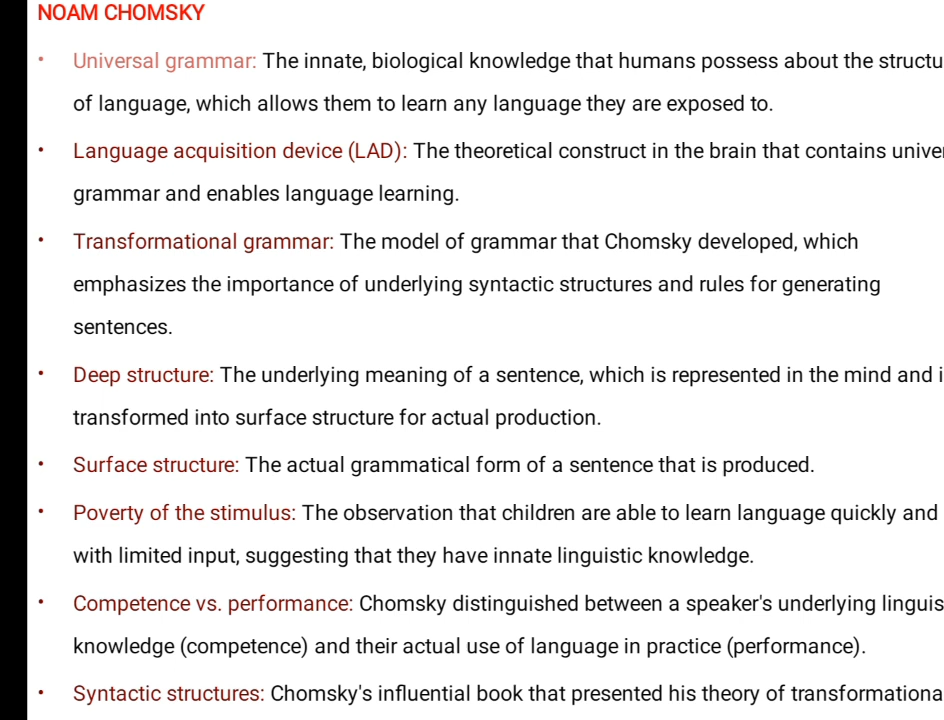 NOAM CHOMSKY
• Universal grammar: The innate, biological knowledge that humans possess about the structu
of language, which allows them to learn any language they are exposed to.
• Language acquisition device (LAD): The theoretical construct in the brain that contains univer
grammar and enables language learning.
• Transformational grammar: The model of grammar that Chomsky developed, which
emphasizes the importance of underlying syntactic structures and rules for generating
sentences.
• Deep structure: The underlying meaning of a sentence, which is represented in the mind and i
transformed into surface structure for actual production.
• Surface structure: The actual grammatical form of a sentence that is produced.
• Poverty of the stimulus: The observation that children are able to learn language quickly and
with limited input, suggesting that they have innate linguistic knowledge.
• Competence vs. performance: Chomsky distinguished between a speaker's underlying linguis
knowledge (competence) and their actual use of language in practice (performance).
• Syntactic structures: Chomsky's influential book that presented his theory of transformationa